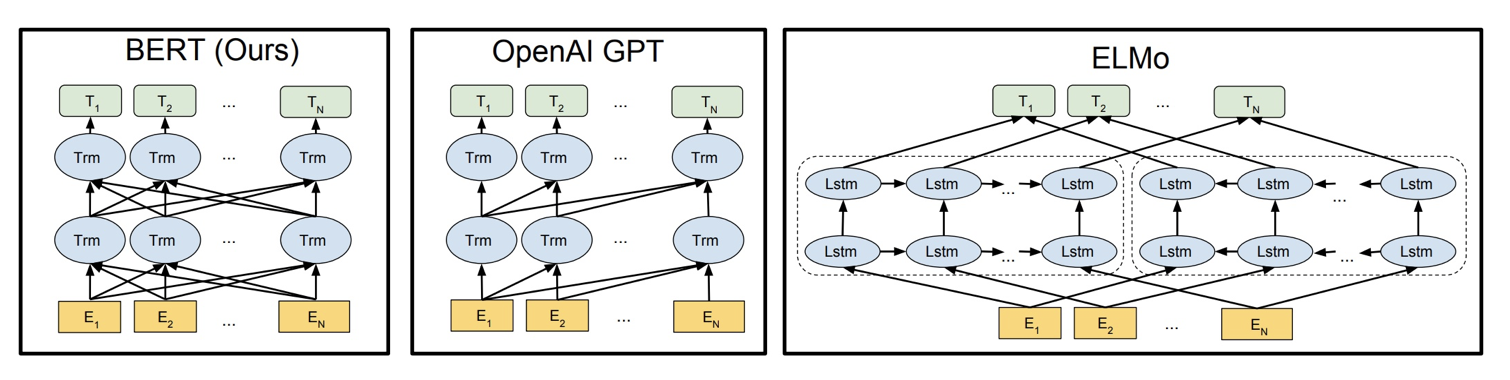 BERT (Ours)
T1 T2 ... TN
Trm Trm ... Trm
Trm Trm ... Trm
E1 E2 ... EN
OpenAI GPT
T1 T2 ... TN
Trm Trm ... Trm
Trm Trm ... Trm
E1 E2 ... EN
ELMo
T1 T2 ... TN
Lstm Lstm ... Lstm Lstm Lstm ... Lstm
Lstm Lstm ... Lstm Lstm Lstm ... Lstm
E1 E2 ... EN